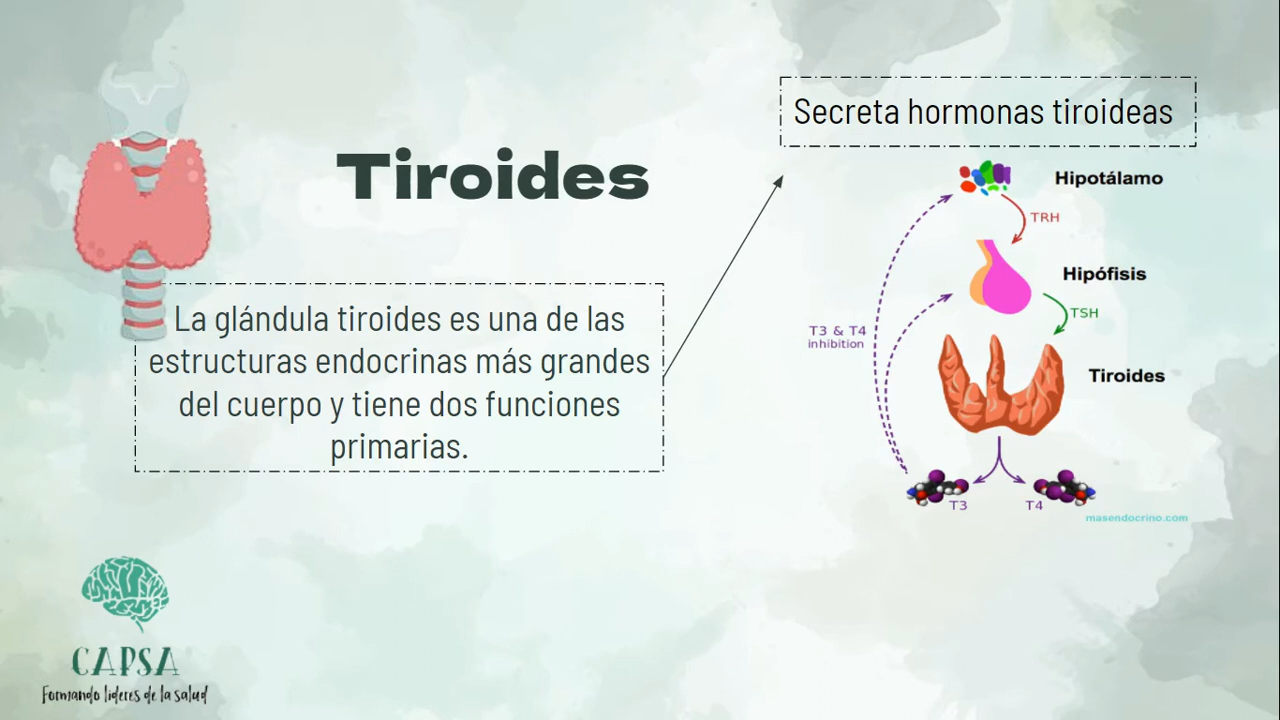 Tiroides
La glándula tiroides es una de las
estructuras endocrinas más grandes
del cuerpo y tiene dos funciones
primarias.
Secreta hormonas tiroideas
Hipotálamo
TRH
Hipófisis
TSH
T3 & T4
inhibition
Tiroides
T3
T4
masendocrino.com
CAPSA
Formando líderes de la salud